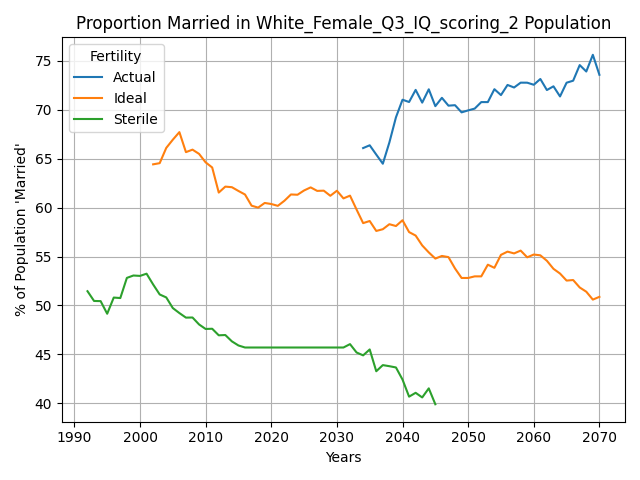 Proportion Married in White_Female_Q3_IQ_scoring_2 Population
% of Population 'Married'
75
70
65
60
55
50
45
40
Fertility
Actual
Ideal
Sterile
1990 2000 2010 2020 2030 2040 2050 2060 2070
Years